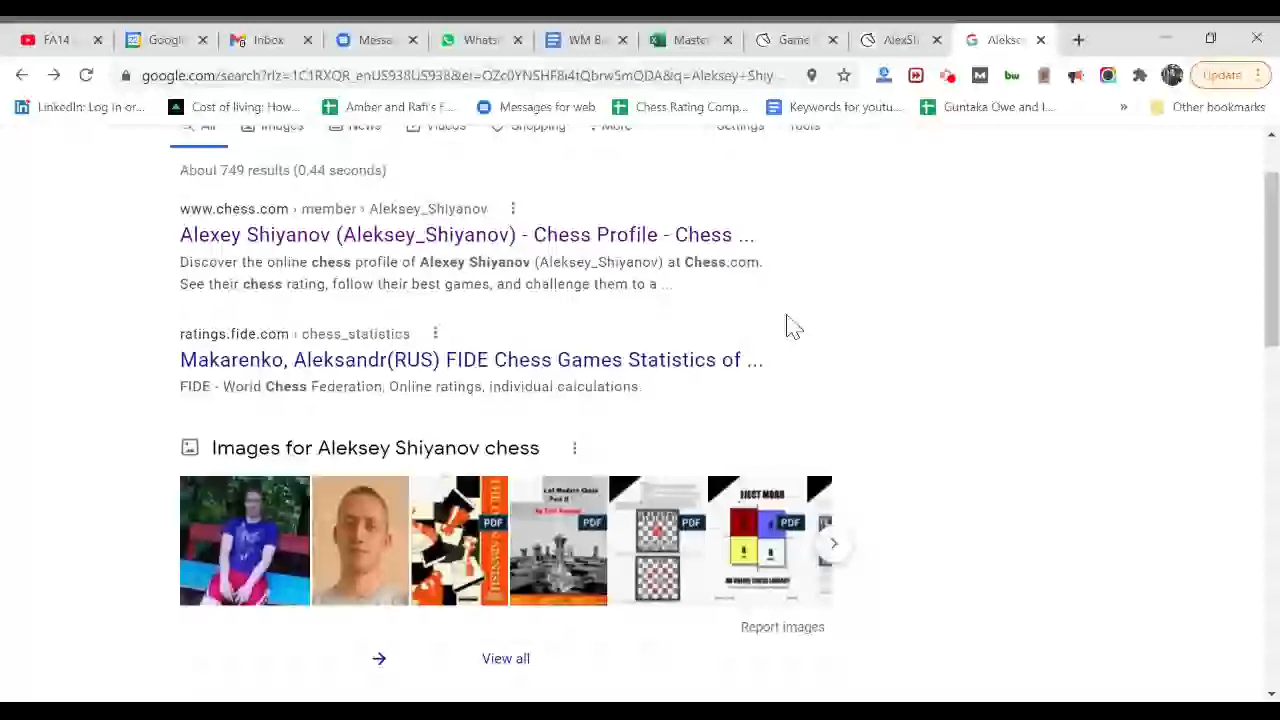 FA14
Google
Inbox
Messa
Whats
WM B
Master
Game
AlexSh
Alekse
google.com/search?rlz=1C1RXQR_enUS938US938&ei=OZc0YNSHF8i4tQbrw5mQDA&q=Aleksey+Shiy...
Update
LinkedIn: Log In or...
Cost of living: How...
Amber and Rafi's f...
Messages for web
Chess Rating Comp...
Keywords for youtu...
Guntaka Owe and I...
»
Other bookmarks
All
Images
News
Videos
Shopping
More
Settings
Tools
About 749 results (0.44 seconds)
www.chess.com › member › Aleksey_Shiyanov
Alexey Shiyanov (Aleksey_Shiyanov) - Chess Profile - Chess ...
Discover the online chess profile of Alexey Shiyanov (Aleksey_Shiyanov) at Chess.com.
See their chess rating, follow their best games, and challenge them to a ...
ratings.fide.com › chess_statistics
Makarenko, Aleksandr(RUS) FIDE Chess Games Statistics of ...
FIDE - World Chess Federation, Online ratings, individual calculations.
Images for Aleksey Shiyanov chess
PDF
PDF
PDF
PDF
Report images
View all